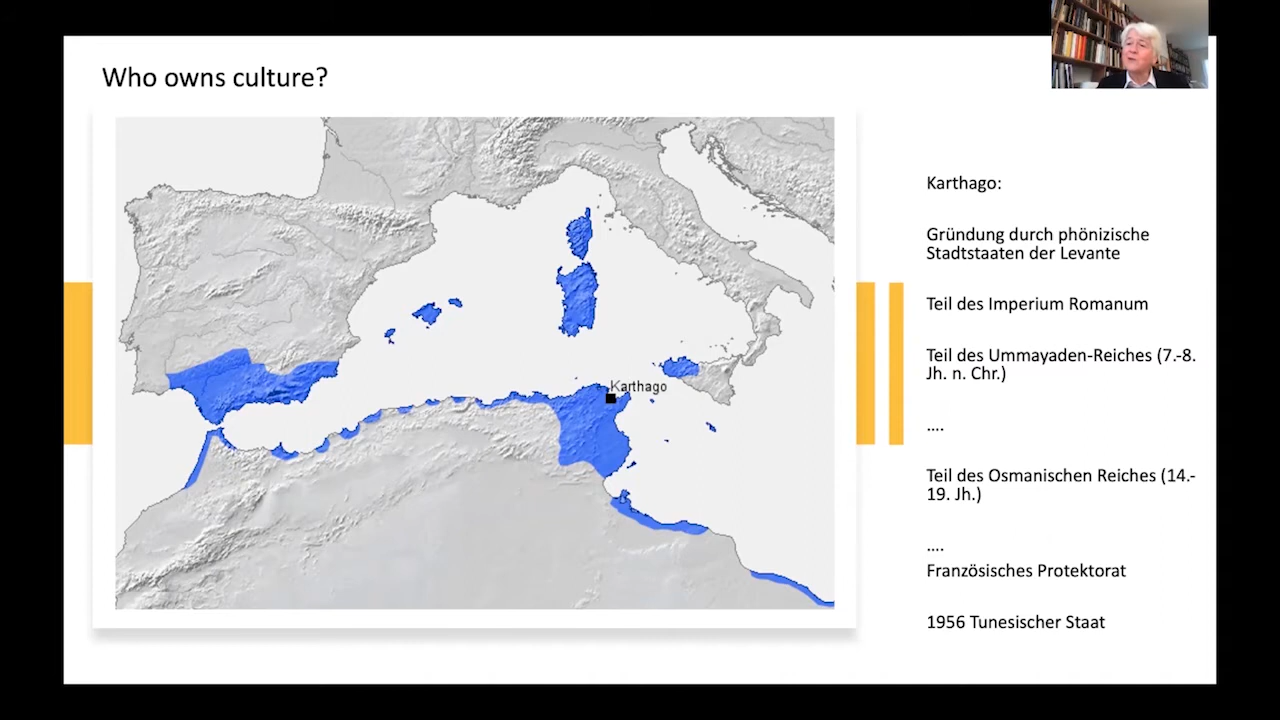 Who owns culture?
Karthago
Karthago:
Gründung durch phönizische
Stadtstaaten der Levante
Teil des Imperium Romanum
Teil des Ummayaden-Reiches (7.-8.
Jh. n. Chr.)
....
Teil des Osmanischen Reiches (14.-
19. Jh.)
....
Französisches Protektorat
1956 Tunesischer Staat